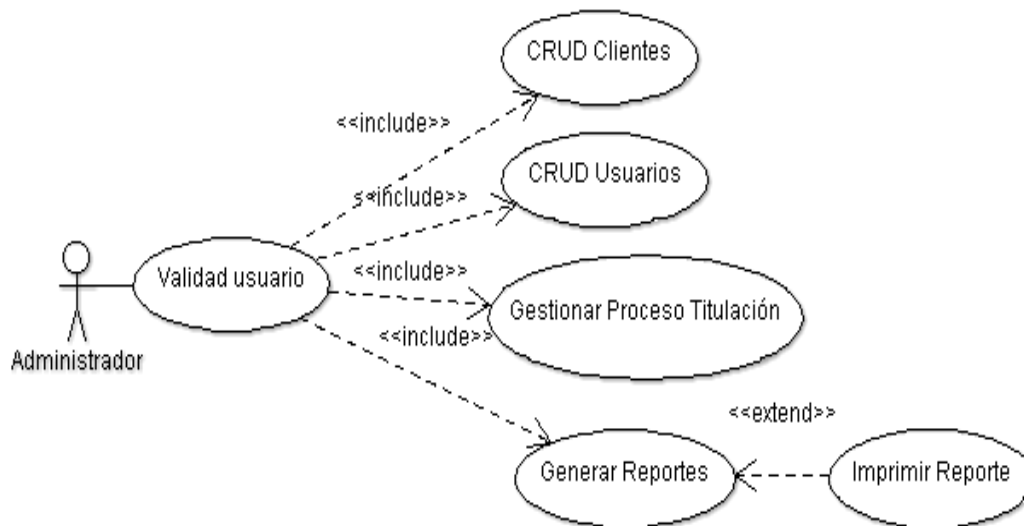 CRUD Clientes
<<include>>
CRUD Usuarios
<<include>>
Validad usuario
<<include>>
Gestionar Proceso Titulación
<<include>>
Administrador
<<extend>>
Generar Reportes
Imprimir Reporte